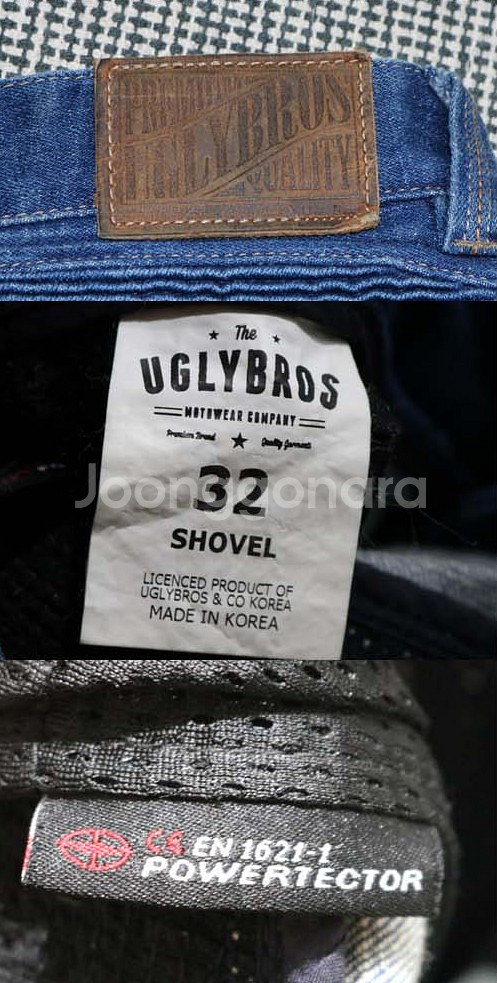 UGLYBROS
QUALITY
The
UGLYBROS
MOTOWEAR COMPANY
Premium Brand Quality Garments
32
SHOVEL
Joonggonara
LICENCED PRODUCT OF
UGLYBROS & CO KOREA
MADE IN KOREA
CE EN 1621-1
POWERTECTOR